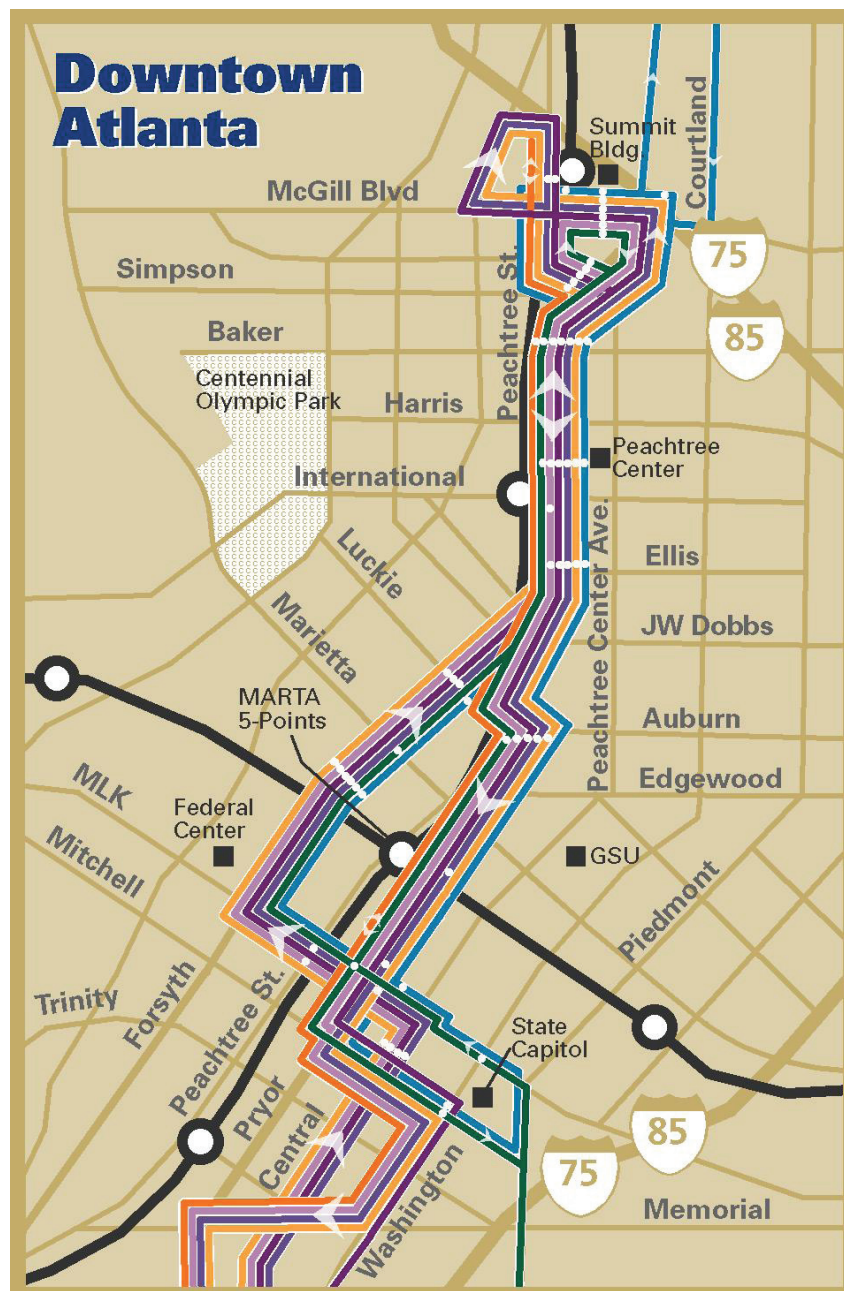 Downtown
Atlanta
Summit
Bldg
Courtland
McGill Blvd
75
Simpson
Peachtree St.
85
Baker
Centennial
Olympic Park
Harris
Peachtree
Center
International
Peachtree Center Ave.
Luckie
Ellis
Marietta
JW Dobbs
MARTA
5-Points
Auburn
MLK
Edgewood
Federal
Center
Mitchell
GSU
Piedmont
Trinity
Forsyth
Peachtree St.
State
Capitol
Pryor
Central
85
75
Washington
Memorial